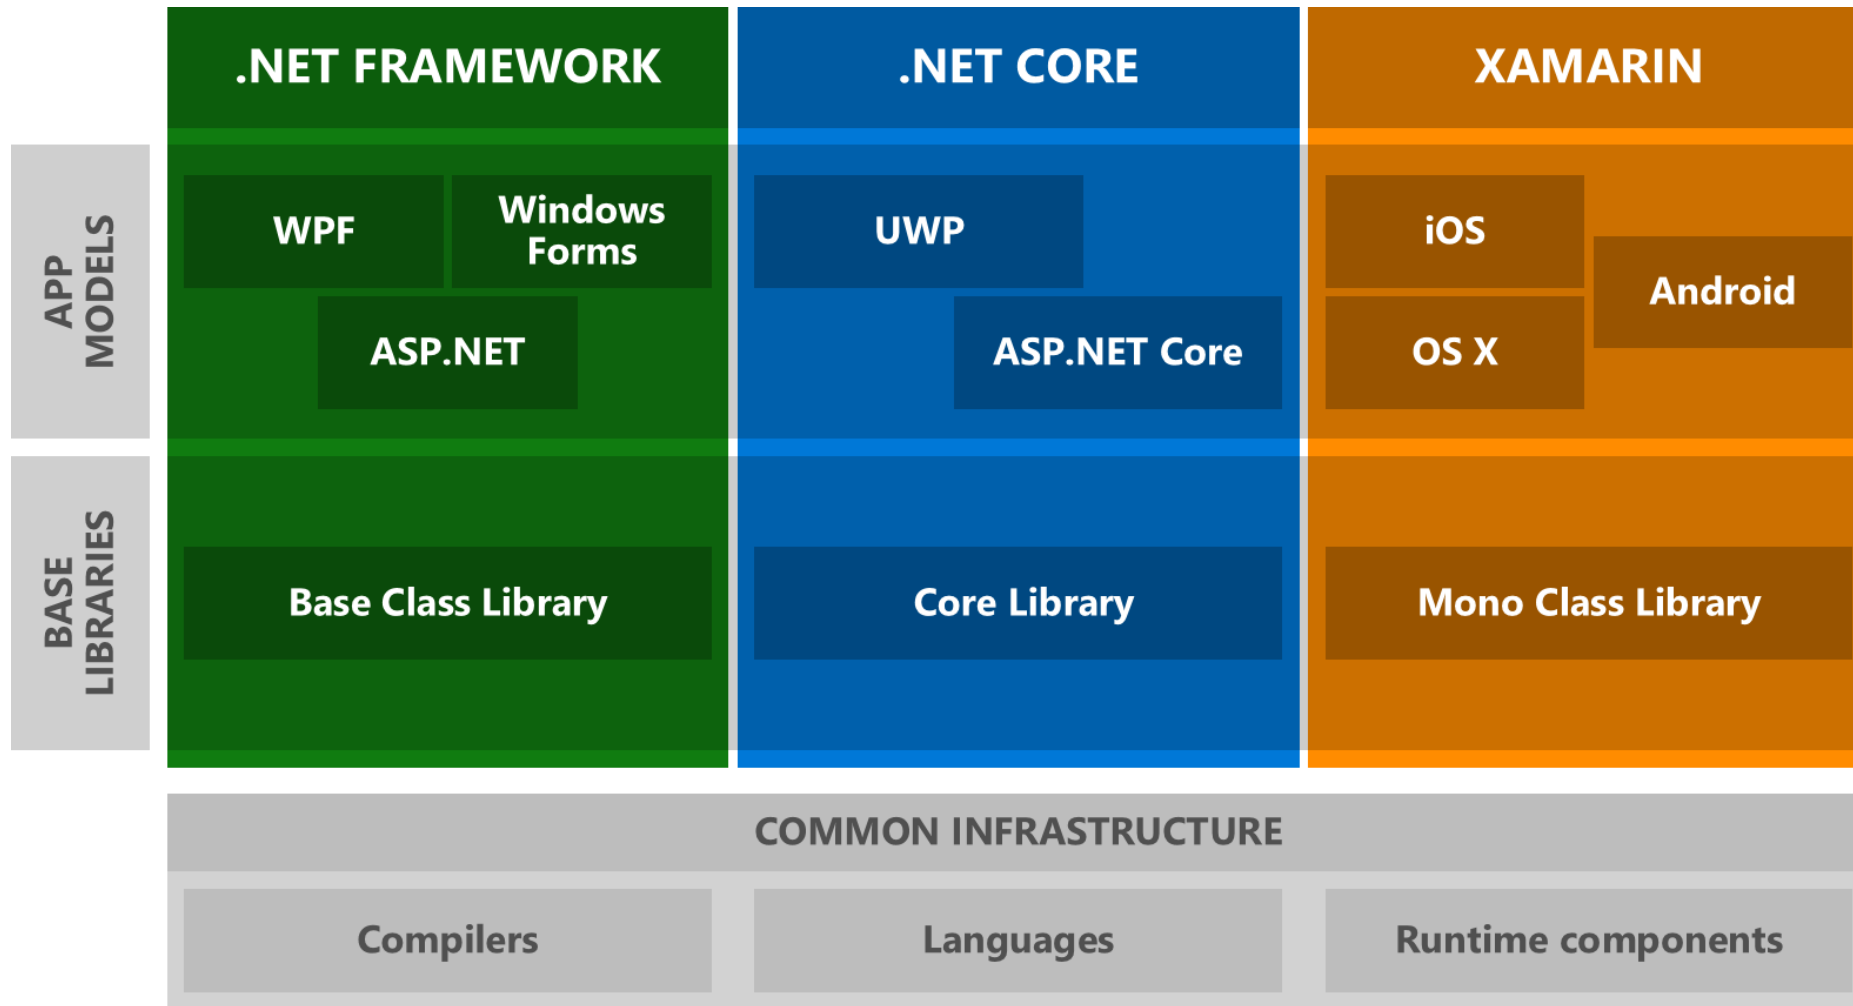 .NET FRAMEWORK
.NET CORE
XAMARIN
APP
MODELS
WPF
Windows
Forms
ASP.NET
UWP
ASP.NET Core
iOS
Android
OS X
BASE
LIBRARIES
Base Class Library
Core Library
Mono Class Library
COMMON INFRASTRUCTURE
Compilers
Languages
Runtime components